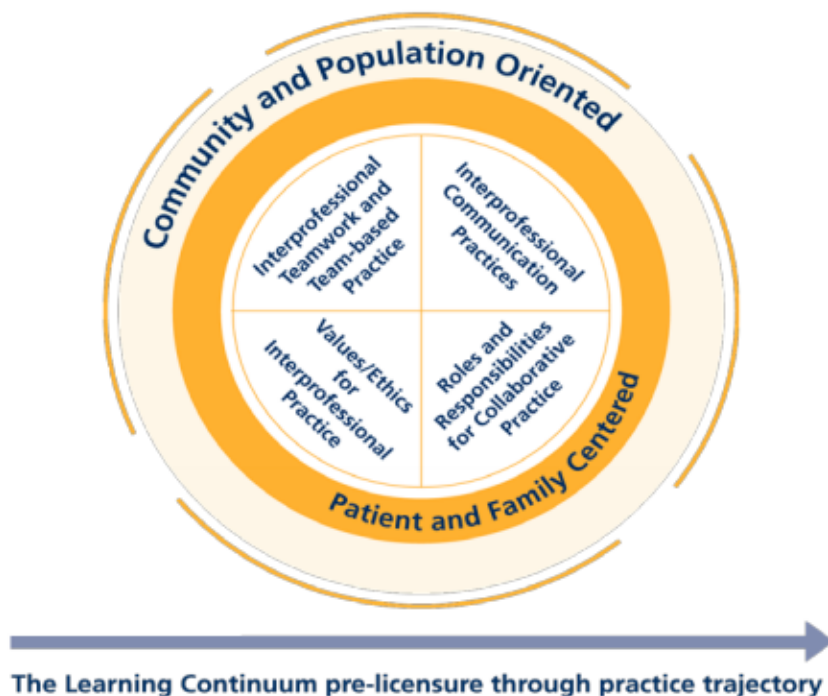 Community and Population Oriented
Interprofessional
Teamwork and
Team-based
Practice
Interprofessional
Communication
Practices
Values/Ethics
for
Interprofessional
Practice
Roles and
Responsibilities
for Collaborative
Practice
Patient and Family Centered
The Learning Continuum pre-licensure through practice trajectory